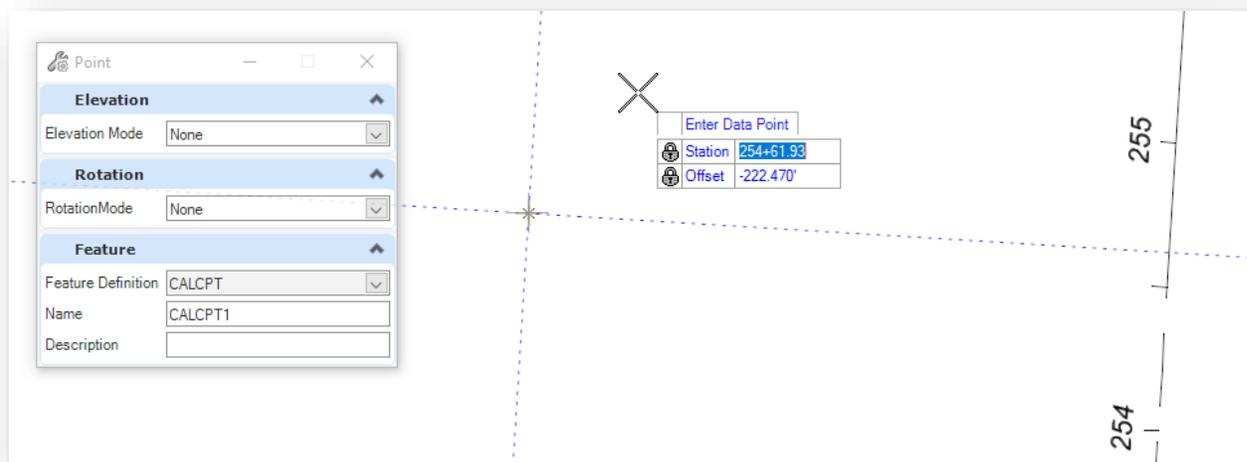 Point
Elevation
Elevation Mode None
Rotation
RotationMode None
Feature
Feature Definition CALCPT
Name CALCPT1
Description
Enter Data Point
Station 254+61.93
Offset -222.470'
255
254